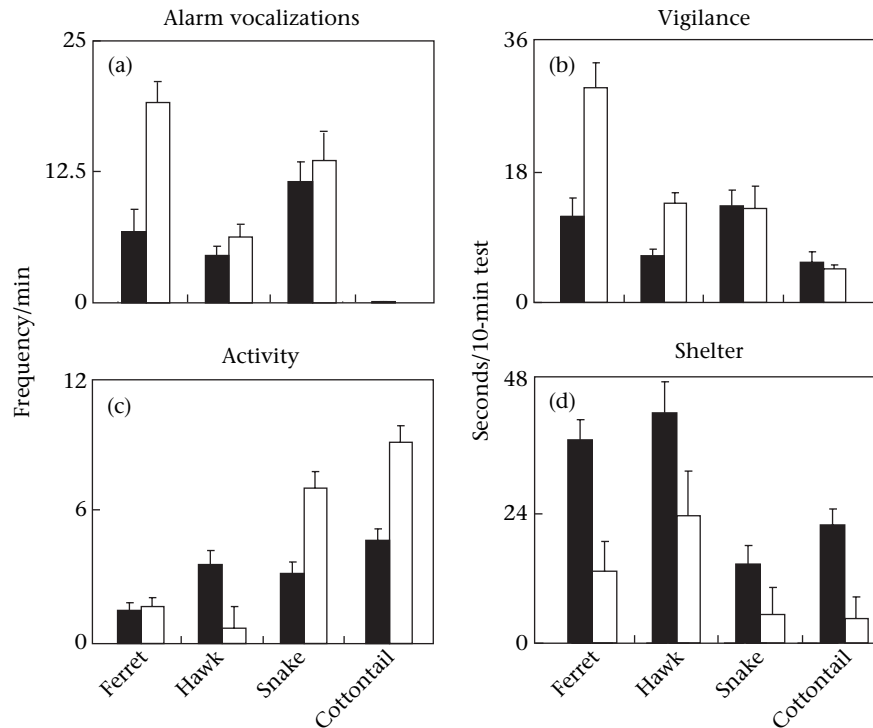 Alarm vocalizations
25
(a)
12.5
0
Vigilance
36
(b)
18
0
Frequency/min
Seconds/10-min test
Activity
12
(c)
6
0
Ferret
Hawk
Snake
Cottontail
Shelter
48
(d)
24
0
Ferret
Hawk
Snake
Cottontail